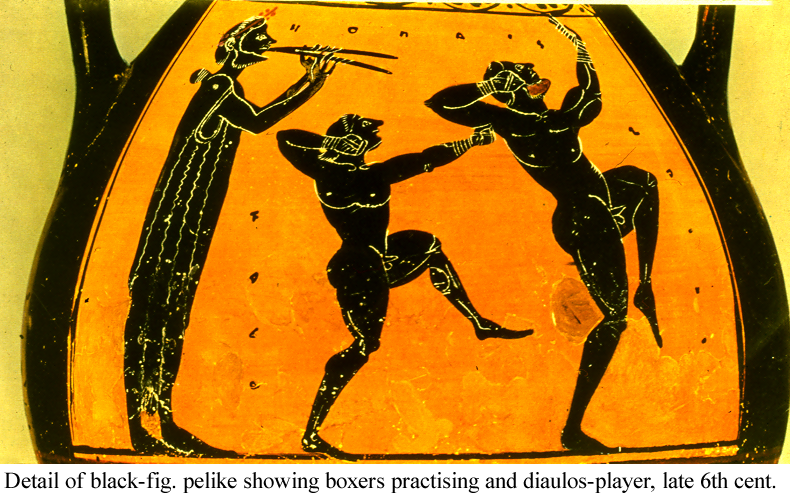 Detail of black-fig. pelike showing boxers practising and diaulos-player, late 6th cent.